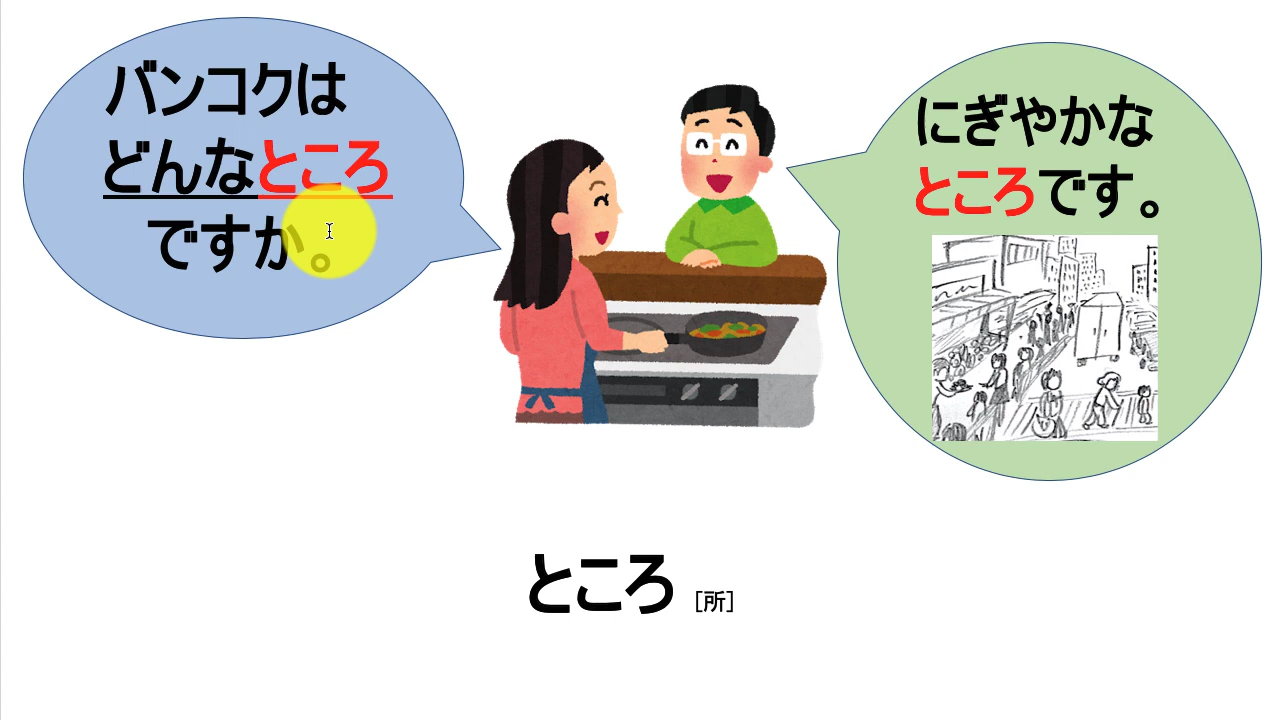 バンコクは
どんなところ
ですか。
にぎやかな
ところです。
ところ [所]